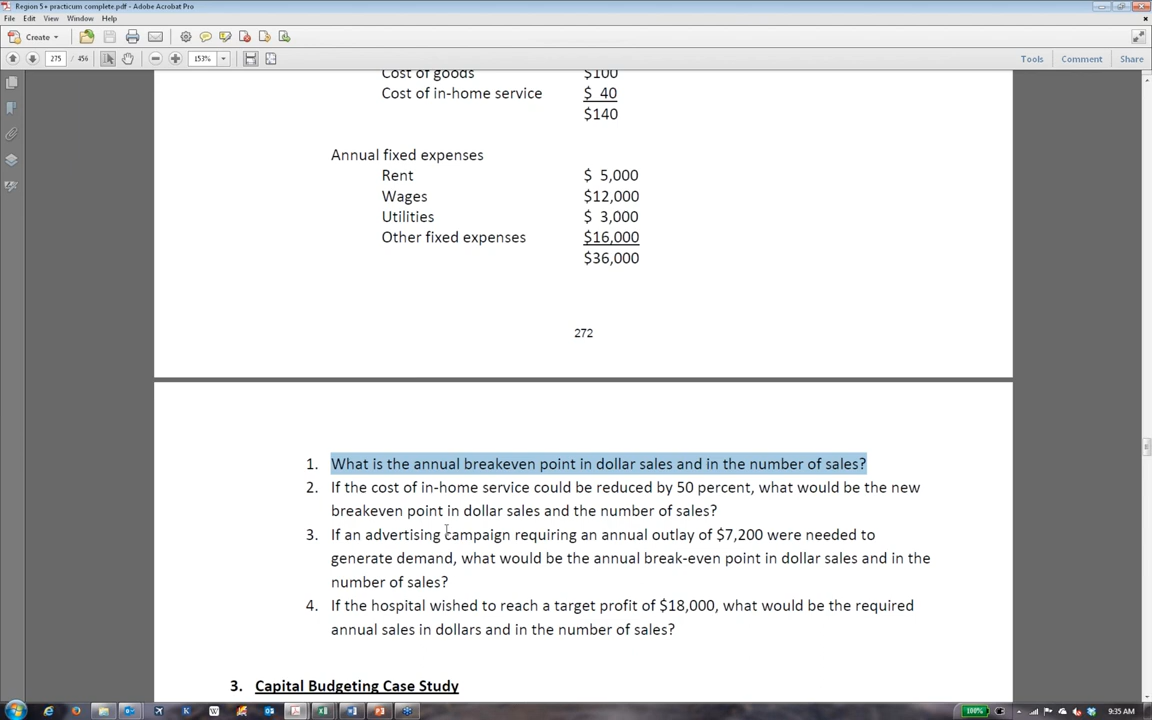 Region 5+ practicum complete.pdf - Adobe Acrobat Pro
File Edit View Window Help
Create
275 / 456 153% Tools Comment Share
Cost of goods $100
Cost of in-home service $ 40
$140
Annual fixed expenses
Rent $ 5,000
Wages $12,000
Utilities $ 3,000
Other fixed expenses $16,000
$36,000
272
1. What is the annual breakeven point in dollar sales and in the number of sales?
2. If the cost of in-home service could be reduced by 50 percent, what would be the new
breakeven point in dollar sales and the number of sales?
3. If an advertising campaign requiring an annual outlay of $7,200 were needed to
generate demand, what would be the annual break-even point in dollar sales and in the
number of sales?
4. If the hospital wished to reach a target profit of $18,000, what would be the required
annual sales in dollars and in the number of sales?
3. Capital Budgeting Case Study
100% 9:35 AM